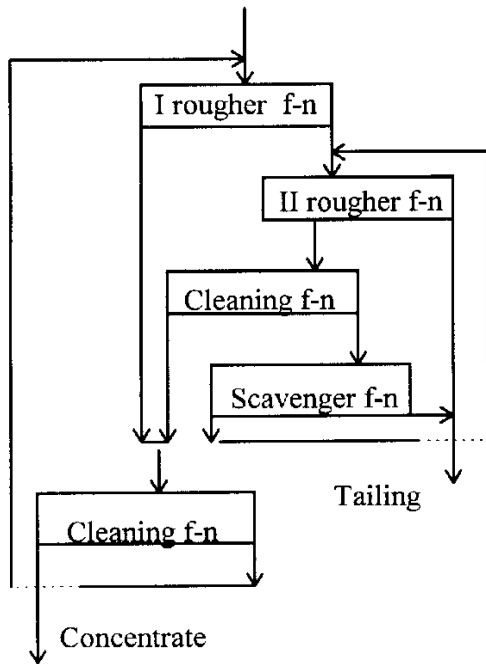 I rougher f-n
II rougher f-n
Cleaning f-n
Scavenger f-n
Tailing
Cleaning f-n
Concentrate